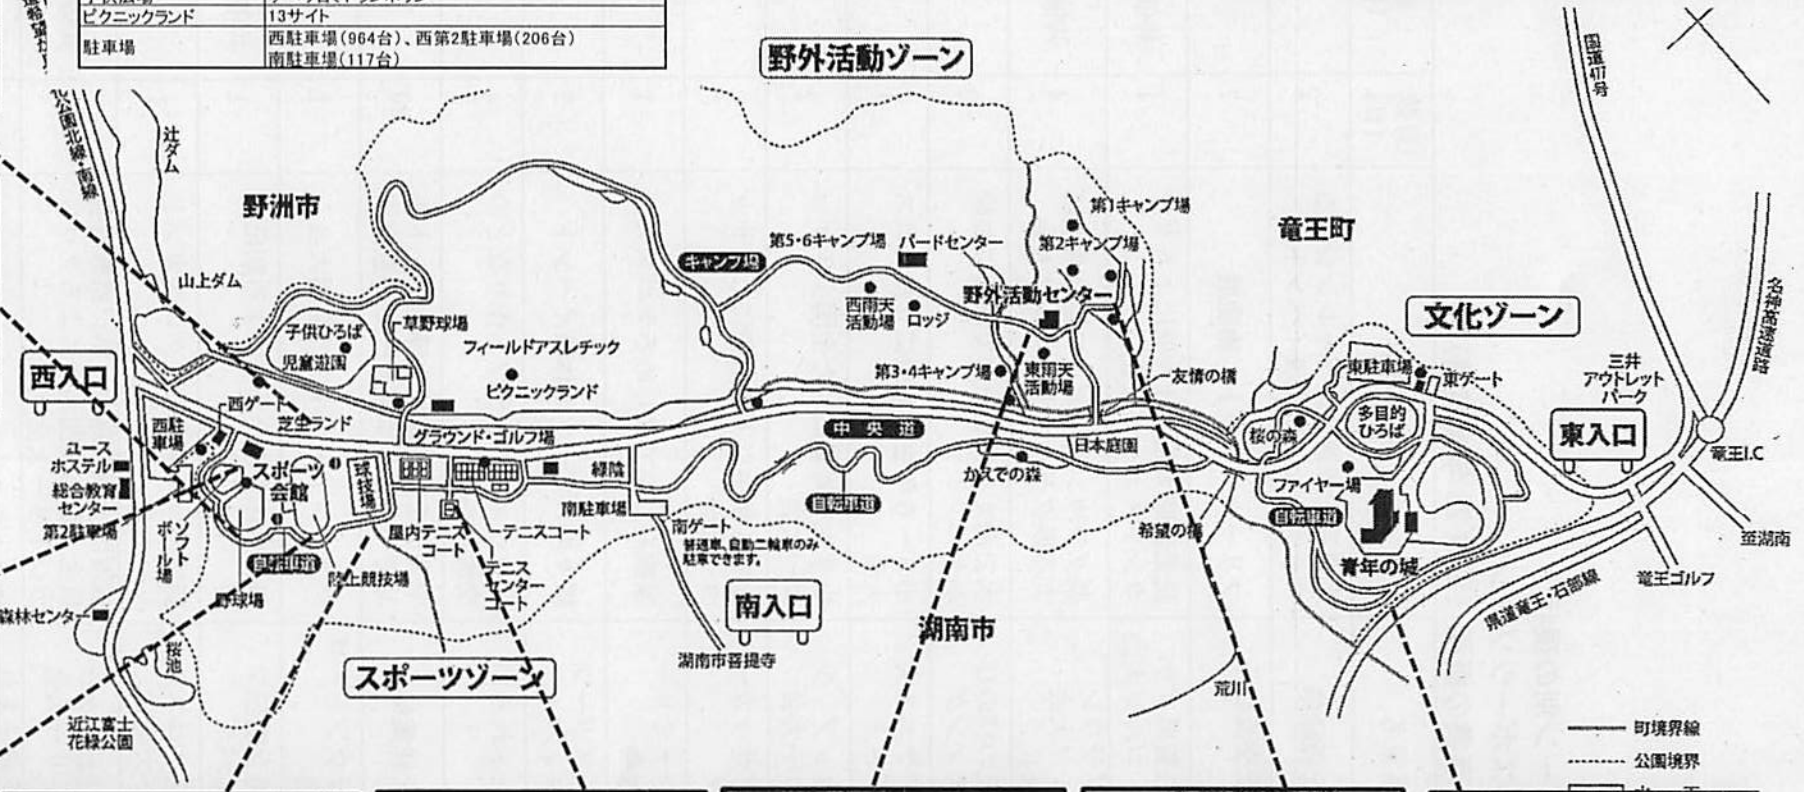 ピクニックランド
13サイト
駐車場
西駐車場(964台)、西第2駐車場(206台)
南駐車場(117台)
野外活動ゾーン
国道477号
公園北線・南線
辻ダム
野洲市
山上ダム
子供ひろば
児童遊園
草野球場
フィールドアスレチック
ピクニックランド
キャンプ場
第5・6キャンプ場
バードセンター
第1キャンプ場
第2キャンプ場
竜王町
西雨天
活動場
ロッジ
野外活動センター
第3・4キャンプ場
東雨天
活動場
友情の橋
文化ゾーン
名神高速道路
東駐車場
東ゲート
三井
アウトレット
パーク
東入口
竜王I.C
西入口
西ゲート
芝生ランド
西駐
車場
ユース
ホステル
総合教育
センター
第2駐車場
スポーツ
会館
球技場
グラウンド・ゴルフ場
中央道
緑陰
南駐車場
日本庭園
かえでの森
自転車道
桜の森
多目的
ひろば
ファイヤー場
自転車道
希望の橋
青年の城
至湖南
竜王ゴルフ
県道竜王・石部線
ソフト
ボール場
自転車道
野球場
陸上競技場
屋内テニス
コート
テニスコート
テニス
センター
コート
南ゲート
普通車、自動二輪車のみ
駐車できます。
南入口
湖南市
湖南市菩提寺
森林センター
桜池
スポーツゾーン
荒川
近江富士
花緑公園
町境界線
公園境界